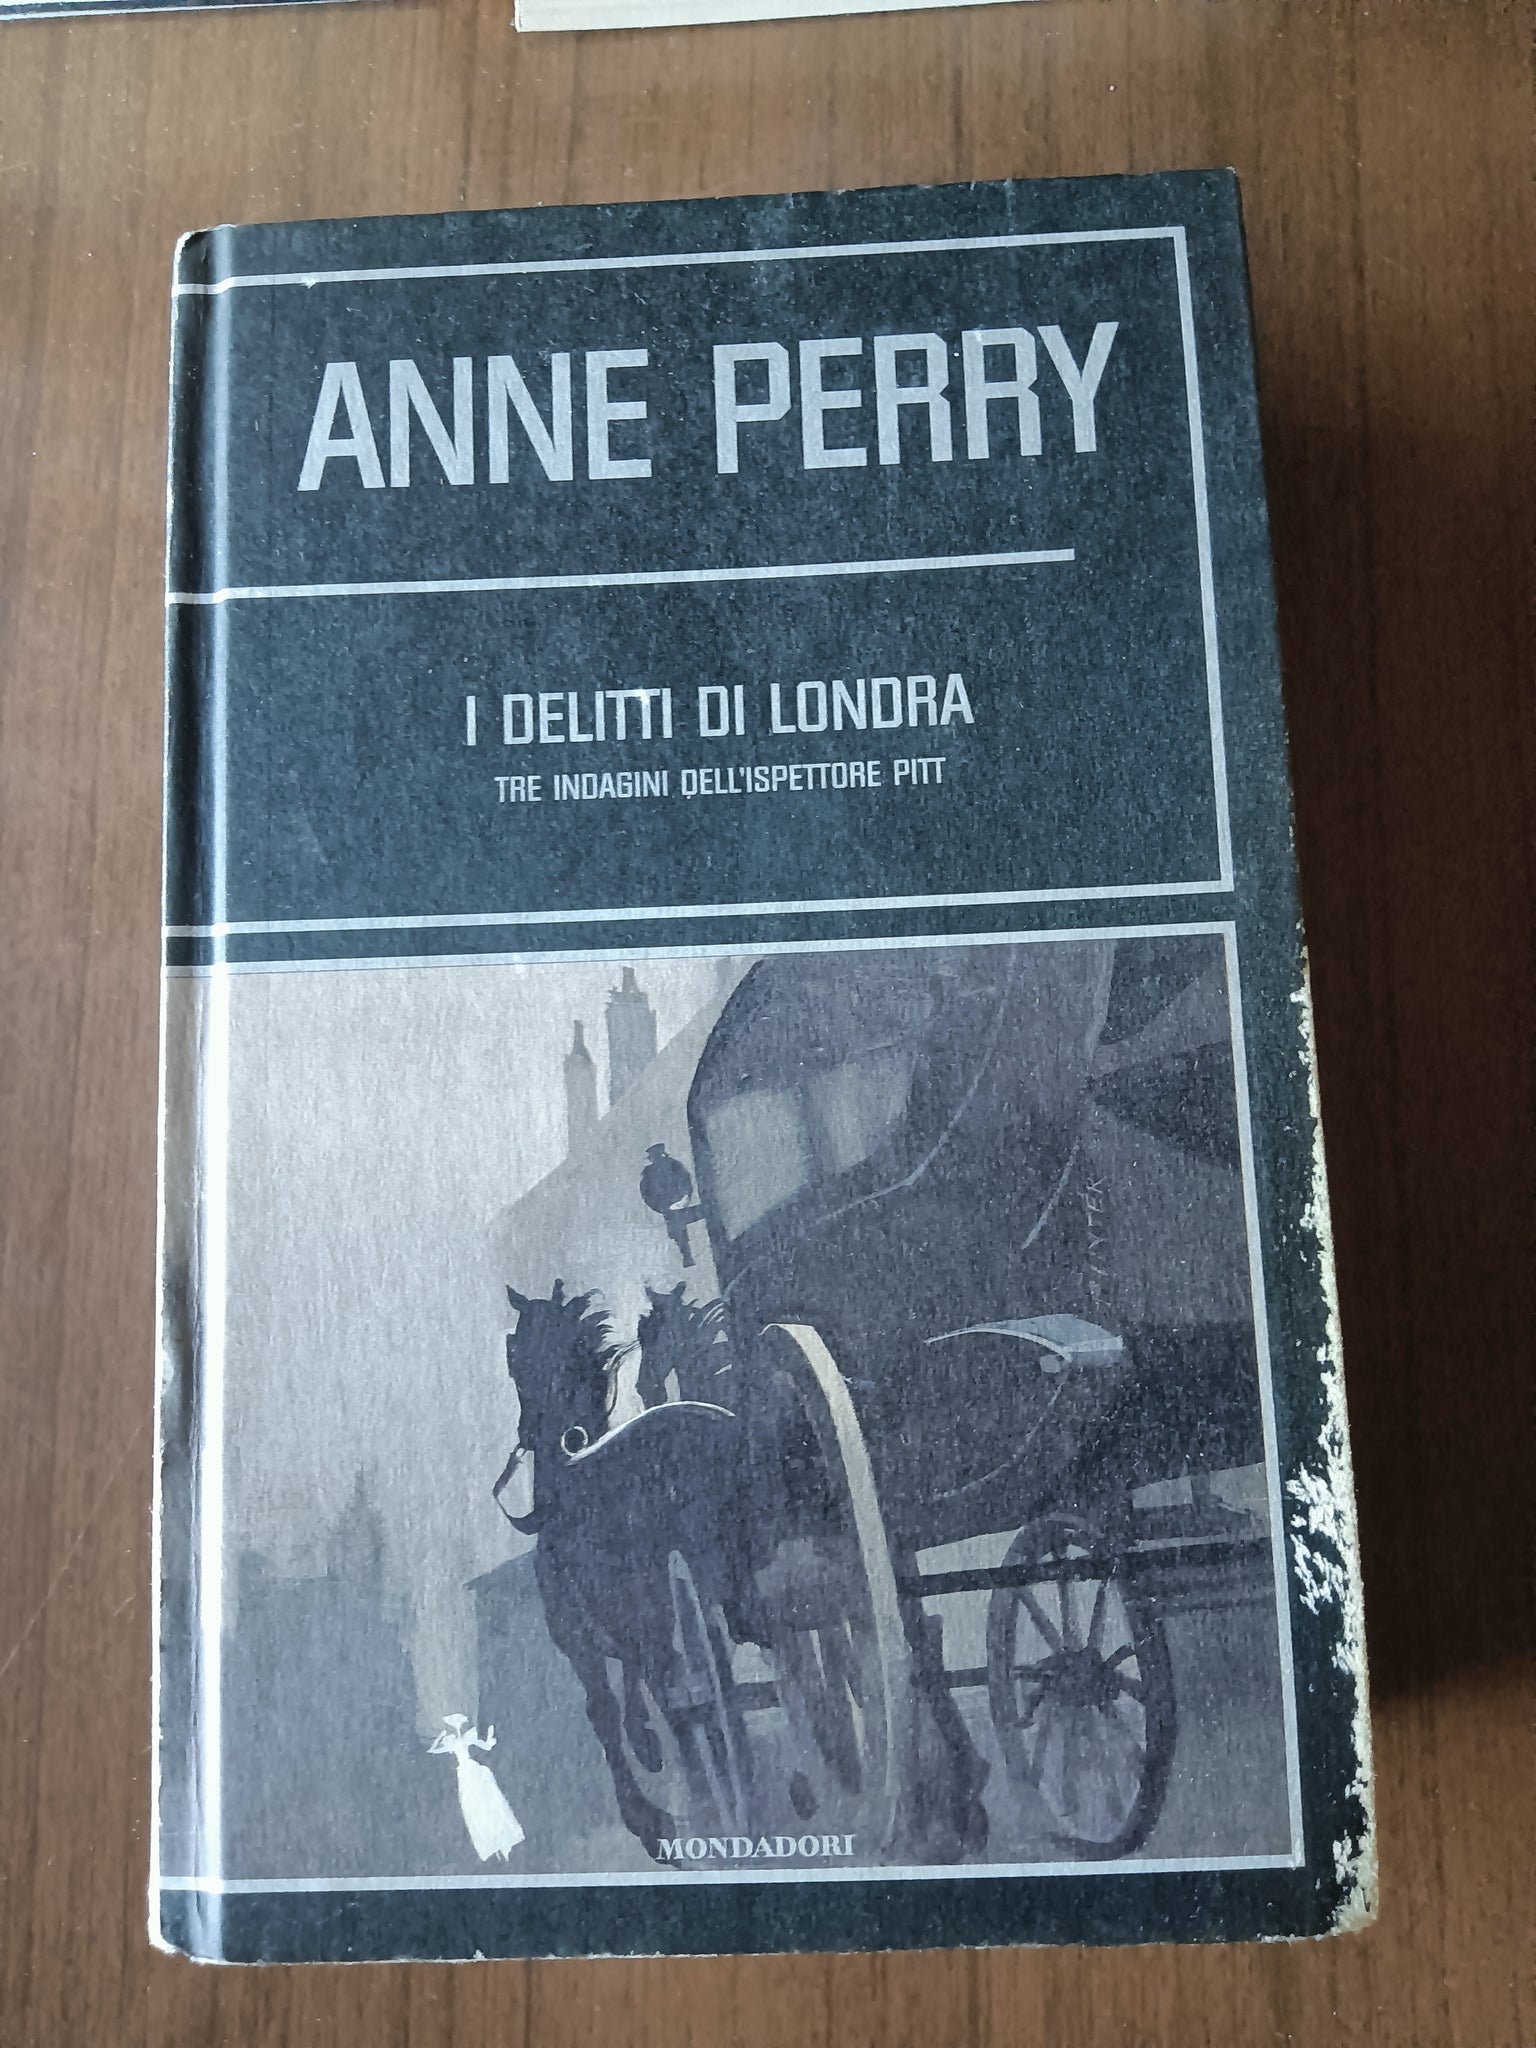 ANNE PERRY
I DELITTI DI LONDRA
TRE INDAGINI DELL'ISPETTORE PITT
MONDADORI